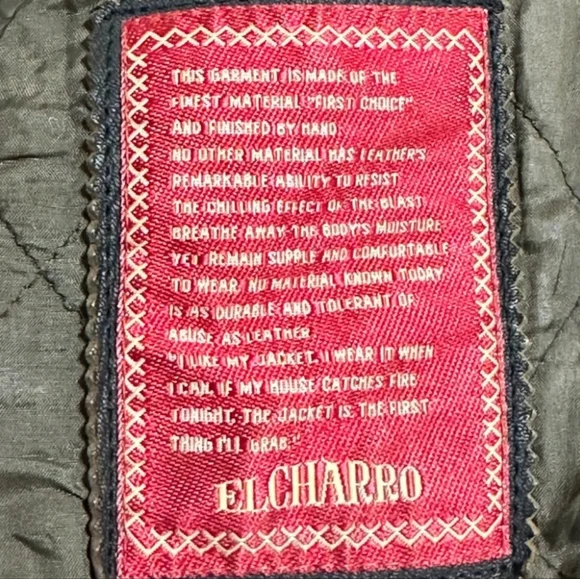 THIS GARMENT IS MADE OF THE
FINEST MATERIAL "FIRST CHOICE"
AND FINISHED BY HAND.
NO OTHER MATERIAL HAS LEATHER'S
REMARKABLE ABILITY TO RESIST
THE CHILLING EFFECT OF THE BLAST
BREATHE AWAY THE BODY'S MOISTURE
YET REMAIN SUPPLE AND COMFORTABLE
TO WEAR. NO MATERIAL KNOWN TODAY
IS AS DURABLE AND TOLERANT OF
ABUSE AS LEATHER
"I LIKE MY JACKET. I WEAR IT WHEN
I CAN. IF MY HOUSE CATCHES FIRE
TONIGHT, THE JACKET IS THE FIRST
THING I'LL GRAB."
EL CHARRO